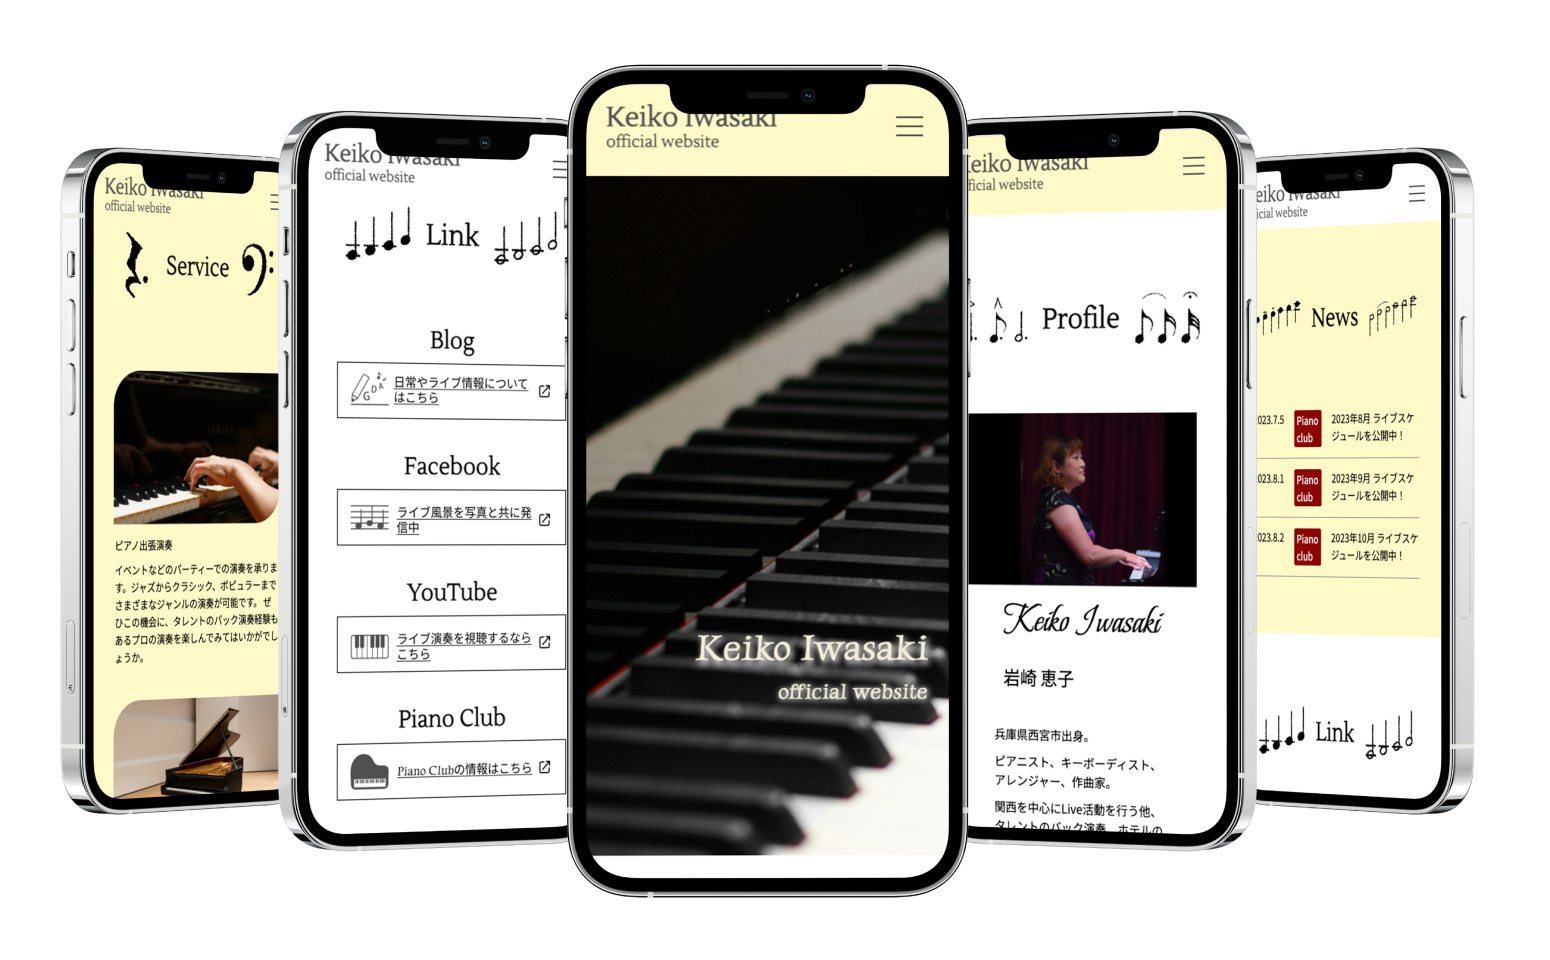 Keiko Iwasaki
official website
Service
ピアノ出張演奏
イベントなどのパーティーでの演奏を承りま
す。ジャズからクラシック、ポピュラーまで
さまざまなジャンルの演奏が可能です。ぜ
ひこの機会に、タレントのバック演奏経験も
あるプロの演奏を楽しんでみてはいかがでし
ょうか。
Keiko Iwasaki
official website
Link
Blog
G D A
日常やライブ情報について
はこちら
Facebook
ライブ風景を写真と共に発
信中
YouTube
ライブ演奏を視聴するなら
こちら
Piano Club
Piano Clubの情報はこちら
Keiko Iwasaki
official website
Keiko Iwasaki
official website
Keiko Iwasaki
official website
Profile
Keiko Iwasaki
岩崎 恵子
兵庫県西宮市出身。
ピアニスト、キーボーディスト、
アレンジャー、作曲家。
関西を中心にLive活動を行う他、
タレントのバック演奏、ホテルの
eiko Iwasaki
icial website
News
023.7.5 Piano club 2023年8月 ライブスケ
ジュールを公開中！
023.8.1 Piano club 2023年9月 ライブスケ
ジュールを公開中！
023.8.2 Piano club 2023年10月 ライブスケ
ジュールを公開中！
Link